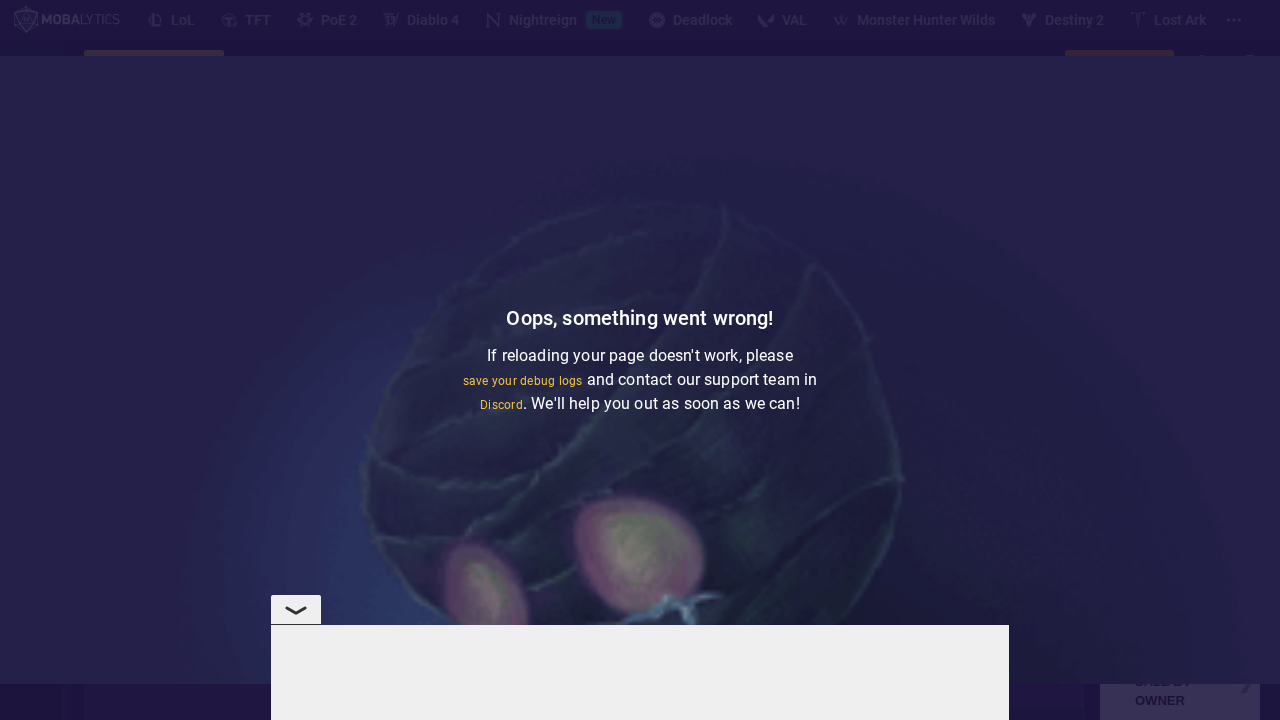 MOBALYTICS LoL TFT PoE 2 Diablo 4 Nightreign New Deadlock VAL Monster Hunter Wilds Destiny 2 Lost Ark
Oops, something went wrong!
If reloading your page doesn't work, please
save your debug logs and contact our support team in
Discord. We'll help you out as soon as we can!
OWNER